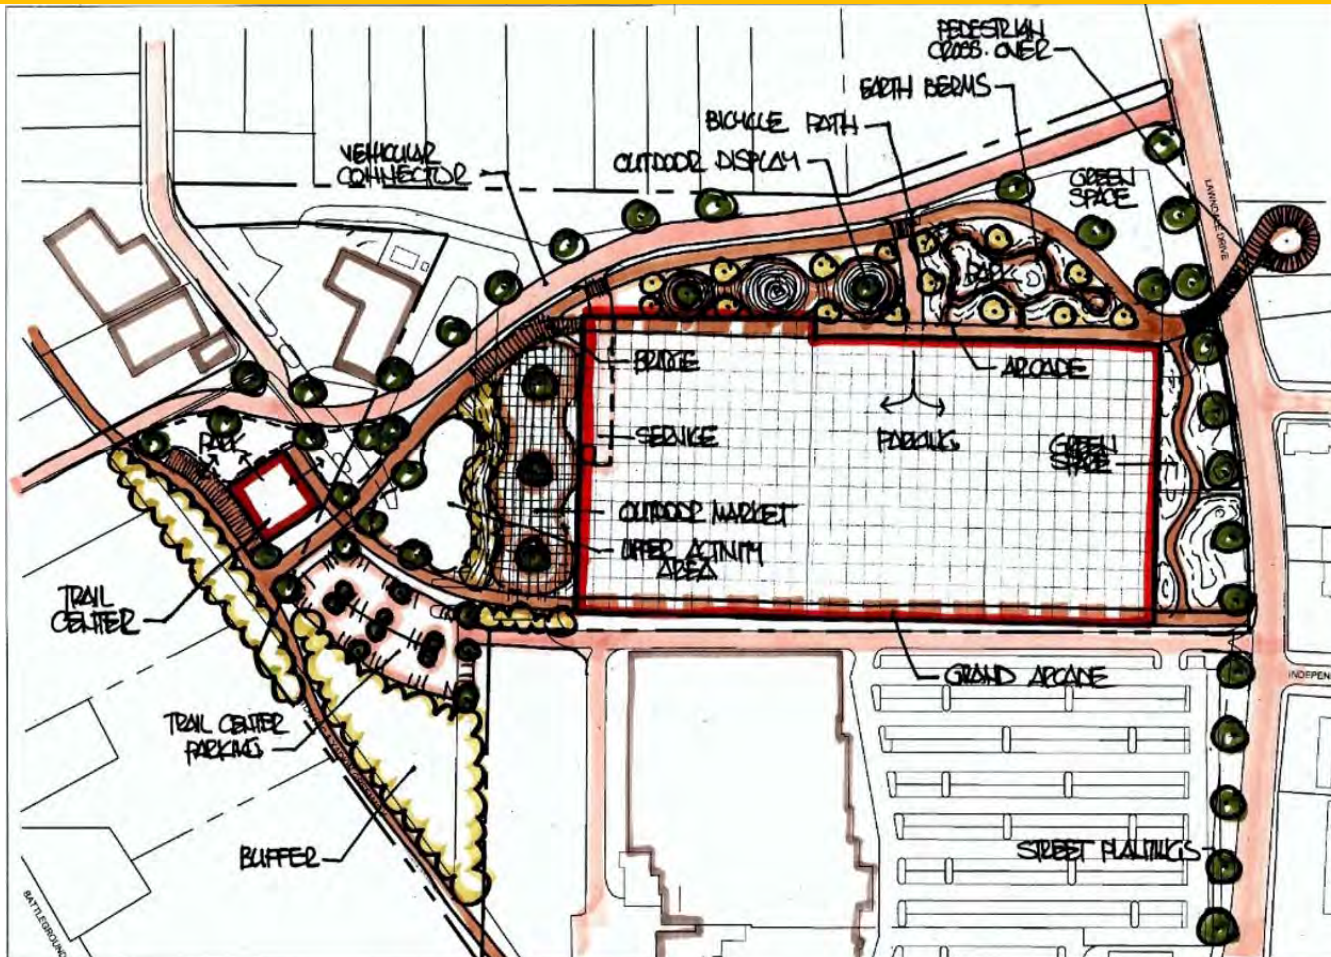 PEDESTRIAN
CROSS-OVER
EARTH BERMS
BICYCLE PATH
OUTDOOR DISPLAY
VEHICULAR
CONNECTOR
GREEN
SPACE
LAWNDALE DRIVE
PARK
BRIDGE
ARCADE
SERVICE
PARKING
GREEN
SPACE
PARK
OUTDOOR MARKET
UPPER ACTIVITY
AREA
TRAIL
CENTER
GRAND ARCADE
INDEPEN
TRAIL CENTER
PARKING
BUFFER
STREET PLANTINGS
BATTLEGROUND